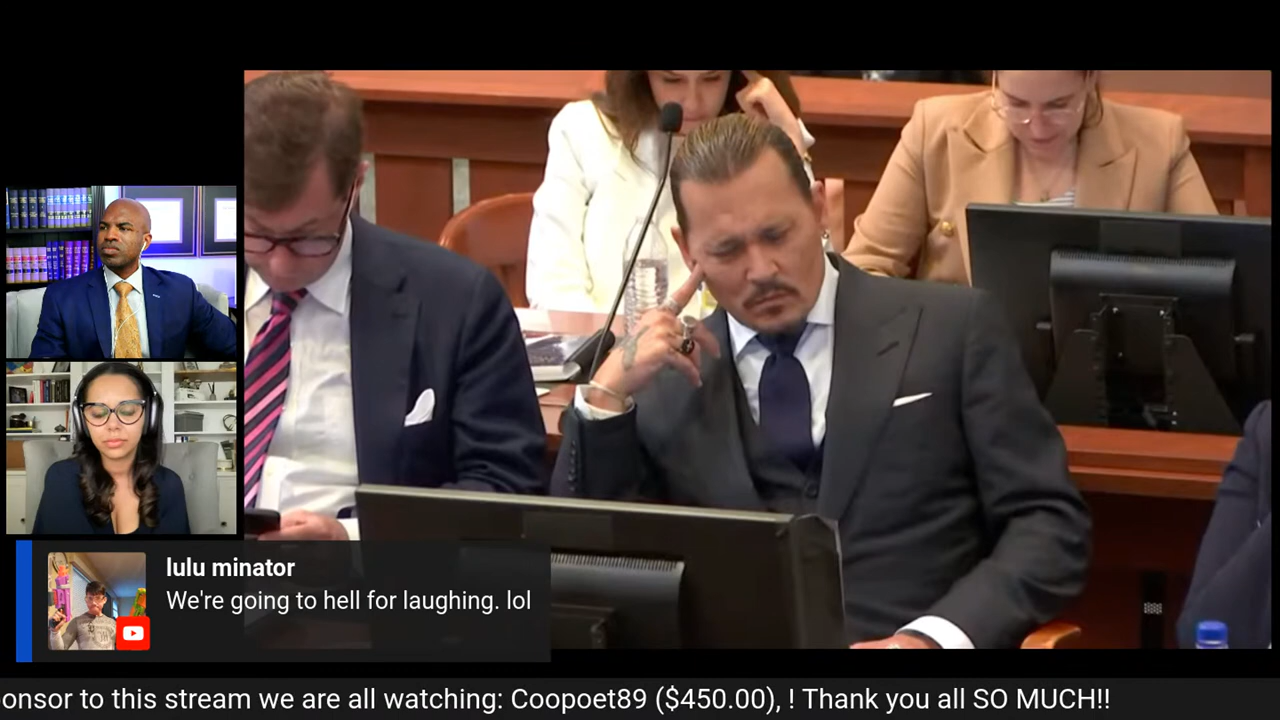 lulu minator
We're going to hell for laughing. lol
onsor to this stream we are all watching: Coopoet89 ($450.00), ! Thank you all SO MUCH!!